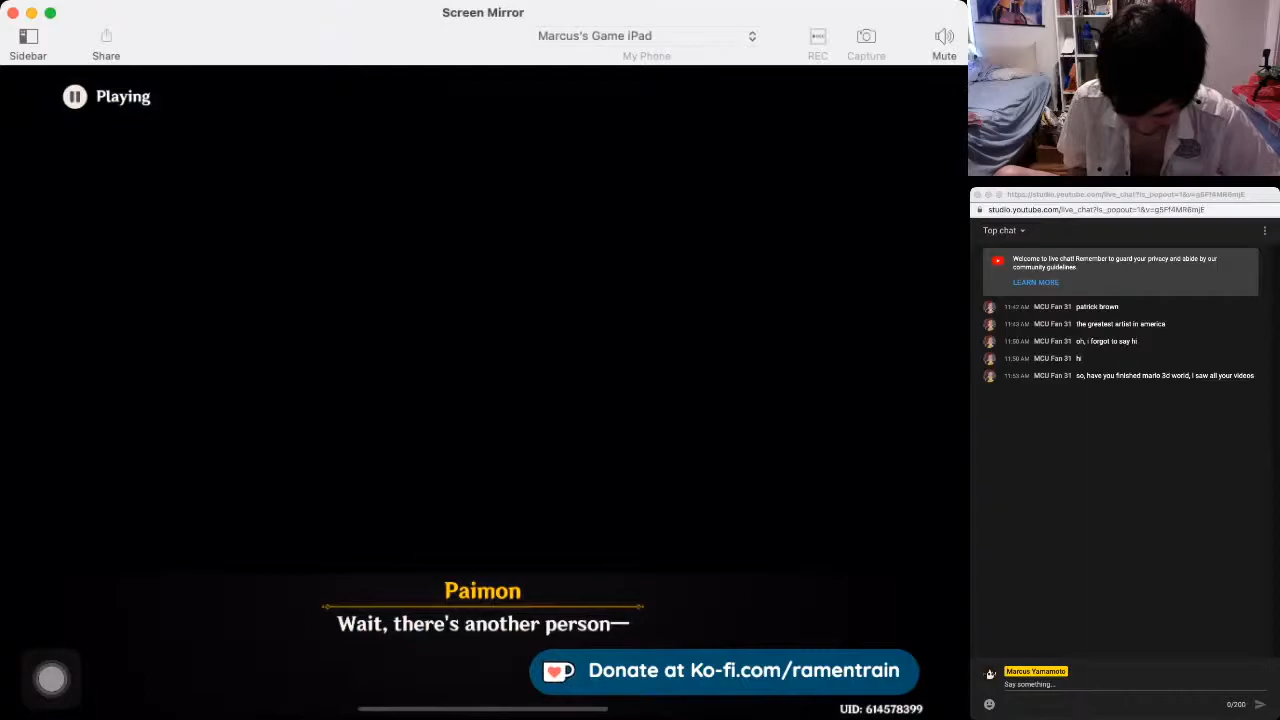 Screen Mirror
Marcus's Game iPad
Sidebar
Share
My Phone
REC
Capture
Mute
Playing
Paimon
Wait, there's another person—
Donate at Ko-fi.com/ramentrain
UID: 614578399
studio.youtube.com/live_chat?is_popout=1&v=g5Ff4MR6mjE
Top chat
Welcome to live chat! Remember to guard your privacy and abide by our
community guidelines.
LEARN MORE
11:42 AM MCU Fan 31 patrick brown
11:43 AM MCU Fan 31 the greatest artist in america
11:50 AM MCU Fan 31 oh, i forgot to say hi
11:50 AM MCU Fan 31 hi
11:53 AM MCU Fan 31 so, have you finished mario 3d world, i saw all your videos
Marcus Yamamoto
Say something...
0/200